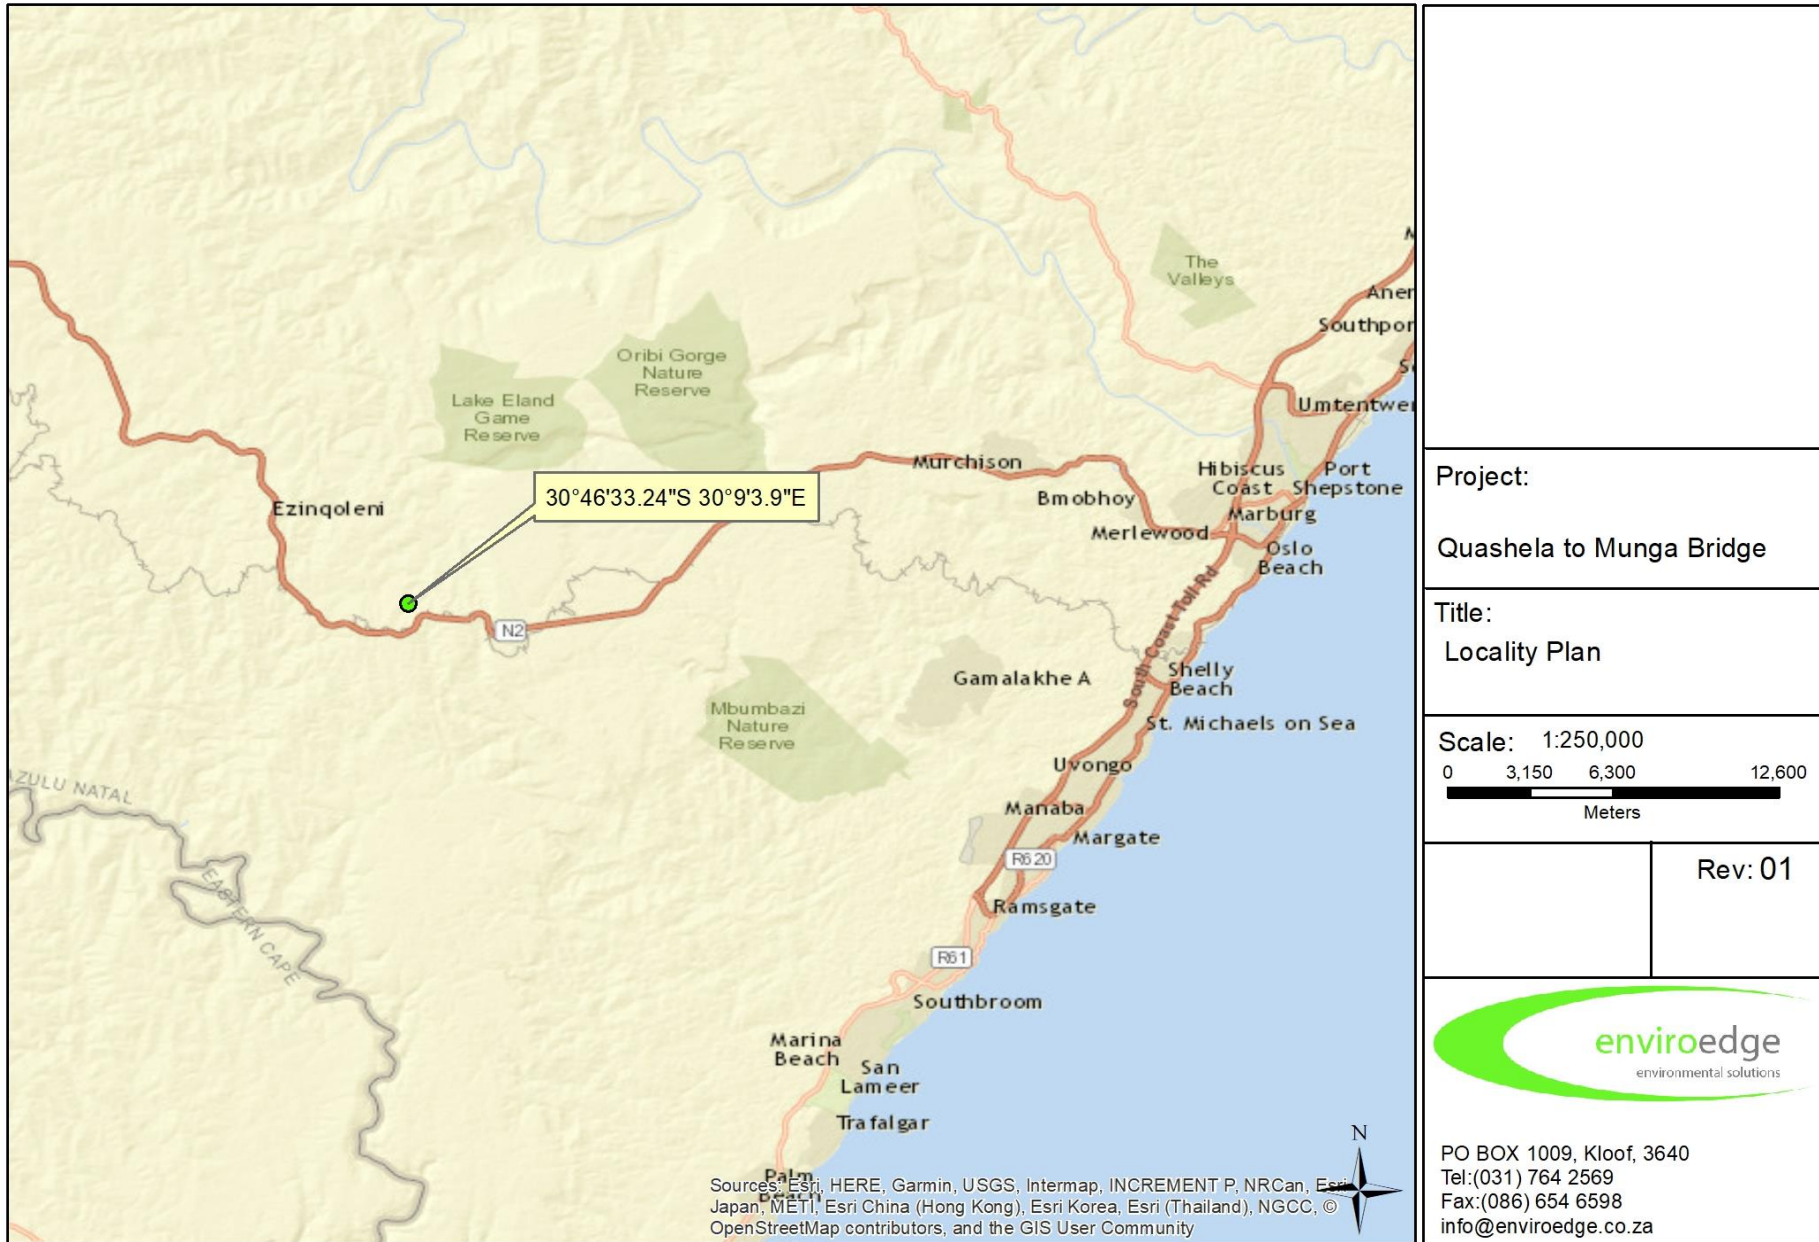 The
Valleys
Aner
Southpor
Oribi Gorge
Nature
Reserve
Lake Eland
Game
Reserve
Umtentwer
Murchison
Hibiscus
Coast
Port
Shepstone
30°46'33.24"S 30°9'3.9"E
Bmobhoy
Ezinqoleni
Marburg
Merlewood
Oslo
Beach
South Coast Toll Rd
N2
Gamalakhe A
Shelly
Beach
Mbumbazi
Nature
Reserve
St. Michaels on Sea
Uvongo
AZULU NATAL
Manaba
Margate
R620
EASTERN CAPE
Ramsgate
R61
Southbroom
Marina
Beach
San
Lameer
Trafalgar
Palm
Beach
N
Sources: Esri, HERE, Garmin, USGS, Intermap, INCREMENT P, NRCan, Esri
Japan, METI, Esri China (Hong Kong), Esri Korea, Esri (Thailand), NGCC, ©
OpenStreetMap contributors, and the GIS User Community
Project:
Quashela to Munga Bridge
Title:
Locality Plan
Scale: 1:250,000
0 3,150 6,300 12,600
Meters
Rev: 01
enviroedge
environmental solutions
PO BOX 1009, Kloof, 3640
Tel:(031) 764 2569
Fax:(086) 654 6598
info@enviroedge.co.za